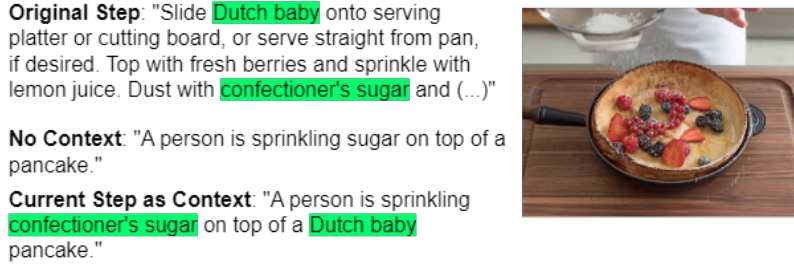 Original Step: "Slide Dutch baby onto serving
platter or cutting board, or serve straight from pan,
if desired. Top with fresh berries and sprinkle with
lemon juice. Dust with confectioner's sugar and (...)"
No Context: "A person is sprinkling sugar on top of a
pancake."
Current Step as Context: "A person is sprinkling
confectioner's sugar on top of a Dutch baby
pancake."